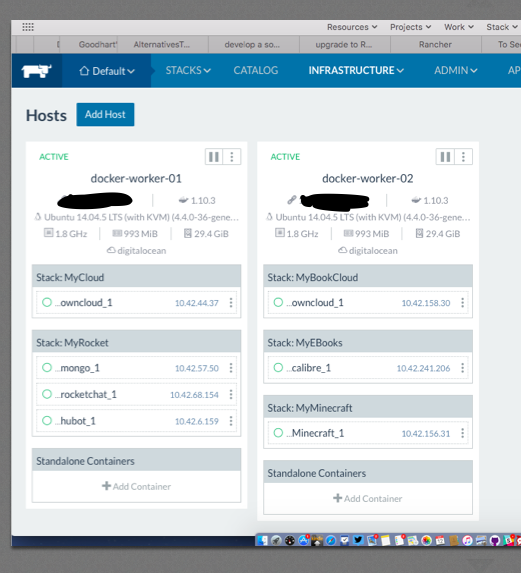 Resources Projects Work Stack
Goodhart' AlternativesT... develop a so... upgrade to R... Rancher To See
Default STACKS CATALOG INFRASTRUCTURE ADMIN AP
Hosts Add Host
ACTIVE
docker-worker-01
1.10.3
Ubuntu 14.04.5 LTS (with KVM) (4.4.0-36-gene...
1.8 GHz 993 MiB 29.4 GiB
digitalocean
Stack: MyCloud
...owncloud_1 10.42.44.37
Stack: MyRocket
...mongo_1 10.42.57.50
...rocketchat_1 10.42.68.154
...hubot_1 10.42.6.159
Standalone Containers
Add Container
ACTIVE
docker-worker-02
1.10.3
Ubuntu 14.04.5 LTS (with KVM) (4.4.0-36-gene...
1.8 GHz 993 MiB 29.4 GiB
digitalocean
Stack: MyBookCloud
...owncloud_1 10.42.158.30
Stack: MyEBooks
...calibre_1 10.42.241.206
Stack: MyMinecraft
...Minecraft_1 10.42.156.31
Standalone Containers
Add Container